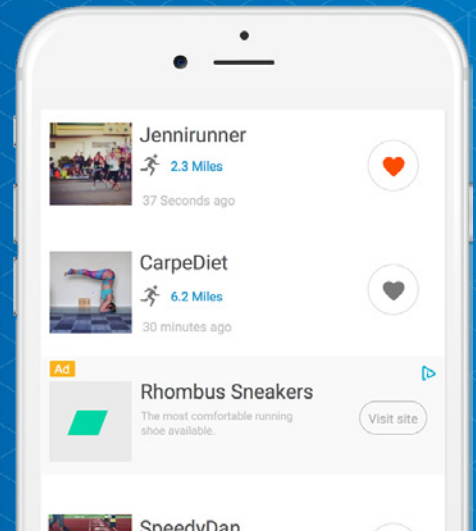 Jennirunner
2.3 Miles
37 Seconds ago
CarpeDiet
6.2 Miles
30 minutes ago
Ad
Rhombus Sneakers
The most comfortable running
shoe available.
Visit site
SpeedyDan